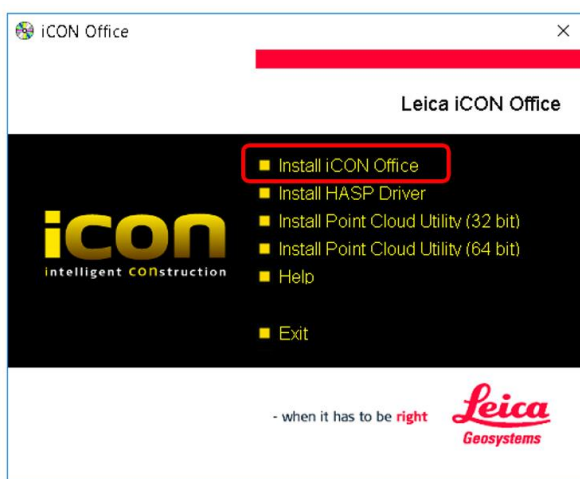 iCON Office
Leica iCON Office
Install iCON Office
Install HASP Driver
Install Point Cloud Utility (32 bit)
Install Point Cloud Utility (64 bit)
Help
Exit
icon
intelligent CONstruction
- when it has to be right
Leica
Geosystems